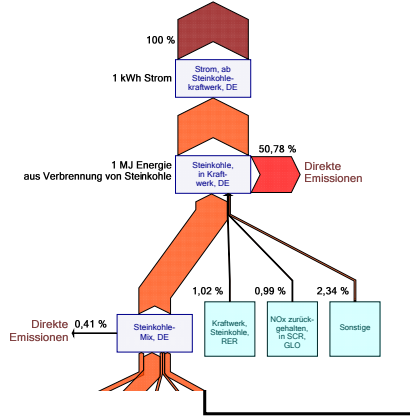 100 %
Strom, ab
Steinkohle-
kraftwerk, DE
1 kWh Strom
50,78 %
1 MJ Energie
aus Verbrennung von Steinkohle
Steinkohle,
in Kraft-
werk, DE
Direkte
Emissionen
1,02 %
0,99 %
2,34 %
Direkte
Emissionen
0,41 %
Steinkohle-
Mix, DE
Kraftwerk,
Steinkohle,
RER
NOx zurück-
gehalten,
in SCR,
GLO
Sonstige